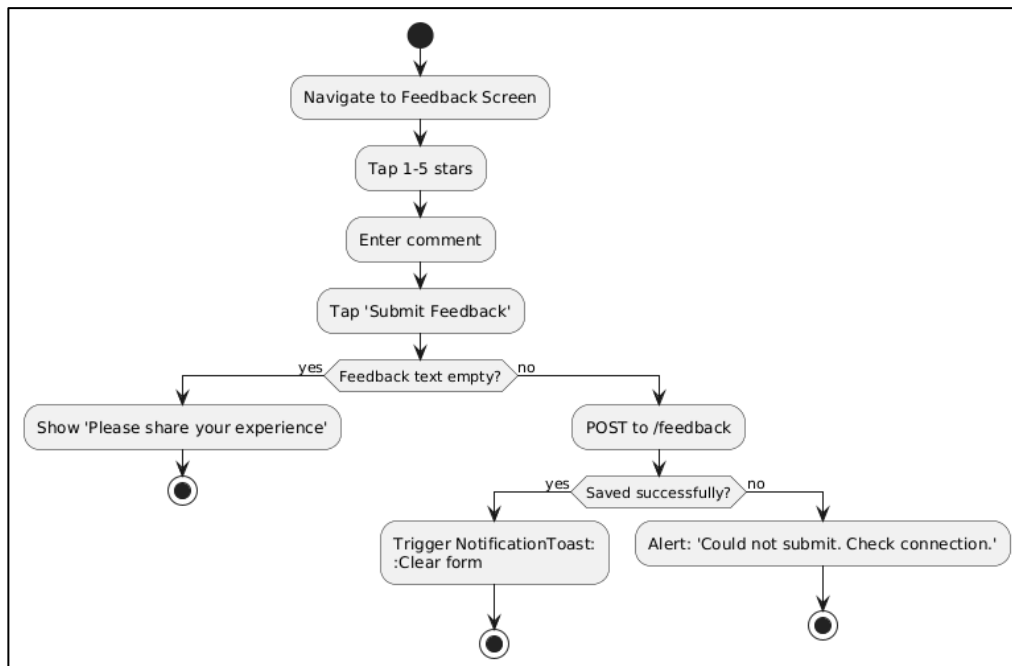 Navigate to Feedback Screen
Tap 1-5 stars
Enter comment
Tap 'Submit Feedback'
yes
Feedback text empty?
no
Show 'Please share your experience'
POST to /feedback
yes
Saved successfully?
no
Trigger NotificationToast:
:Clear form
Alert: 'Could not submit. Check connection.'